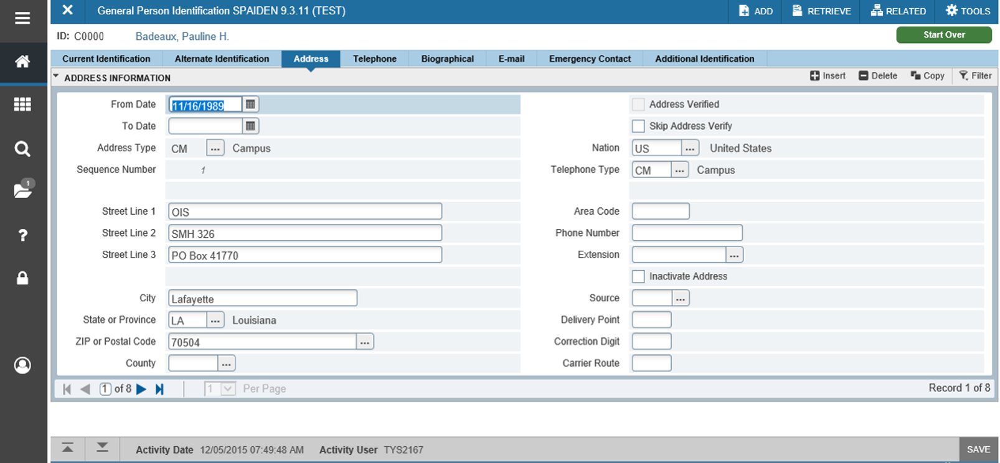 General Person Identification SPAIDEN 9.3.11 (TEST) ADD RETRIEVE RELATED TOOLS
ID: C0000 Badeaux, Pauline H. Start Over
Current Identification Alternate Identification Address Telephone Biographical E-mail Emergency Contact Additional Identification
ADDRESS INFORMATION Insert Delete Copy Filter
From Date 11/16/1989 Address Verified
To Date Skip Address Verify
Address Type CM ... Campus Nation US ... United States
Sequence Number 1 Telephone Type CM ... Campus
Street Line 1 OIS Area Code
Street Line 2 SMH 326 Phone Number
Street Line 3 PO Box 41770 Extension ...
Inactivate Address
City Lafayette Source ...
State or Province LA ... Louisiana Delivery Point
ZIP or Postal Code 70504 ... Correction Digit
County ... Carrier Route
1 of 8 1 Per Page Record 1 of 8
Activity Date 12/05/2015 07:49:48 AM Activity User TYS2167 SAVE
1
?